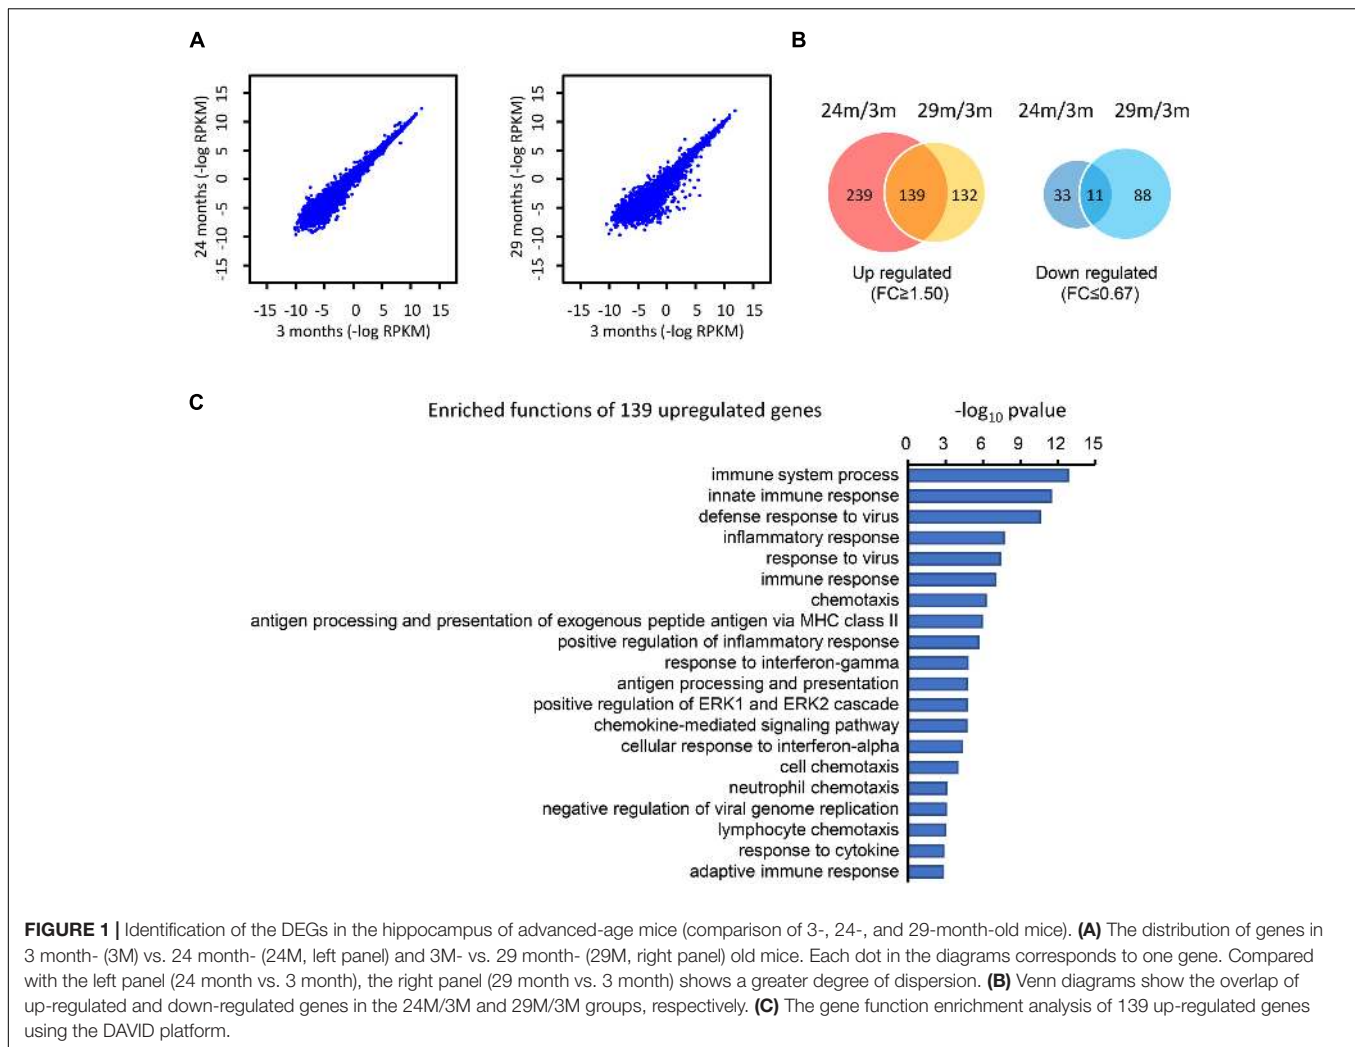 A
B
24 months (-log RPKM)
15
10
5
0
-5
-10
-15
-15 -10 -5 0 5 10 15
3 months (-log RPKM)
29 months (-log RPKM)
15
10
5
0
-5
-10
-15
-15 -10 -5 0 5 10 15
3 months (-log RPKM)
24m/3m 29m/3m
239 139 132
Up regulated
(FC≥1.50)
24m/3m 29m/3m
33 11 88
Down regulated
(FC≤0.67)
C
Enriched functions of 139 upregulated genes
-log10 pvalue
0 3 6 9 12 15
immune system process
innate immune response
defense response to virus
inflammatory response
response to virus
immune response
chemotaxis
antigen processing and presentation of exogenous peptide antigen via MHC class II
positive regulation of inflammatory response
response to interferon-gamma
antigen processing and presentation
positive regulation of ERK1 and ERK2 cascade
chemokine-mediated signaling pathway
cellular response to interferon-alpha
cell chemotaxis
neutrophil chemotaxis
negative regulation of viral genome replication
lymphocyte chemotaxis
response to cytokine
adaptive immune response
FIGURE 1 | Identification of the DEGs in the hippocampus of advanced-age mice (comparison of 3-, 24-, and 29-month-old mice). (A) The distribution of genes in
3 month- (3M) vs. 24 month- (24M, left panel) and 3M- vs. 29 month- (29M, right panel) old mice. Each dot in the diagrams corresponds to one gene. Compared
with the left panel (24 month vs. 3 month), the right panel (29 month vs. 3 month) shows a greater degree of dispersion. (B) Venn diagrams show the overlap of
up-regulated and down-regulated genes in the 24M/3M and 29M/3M groups, respectively. (C) The gene function enrichment analysis of 139 up-regulated genes
using the DAVID platform.